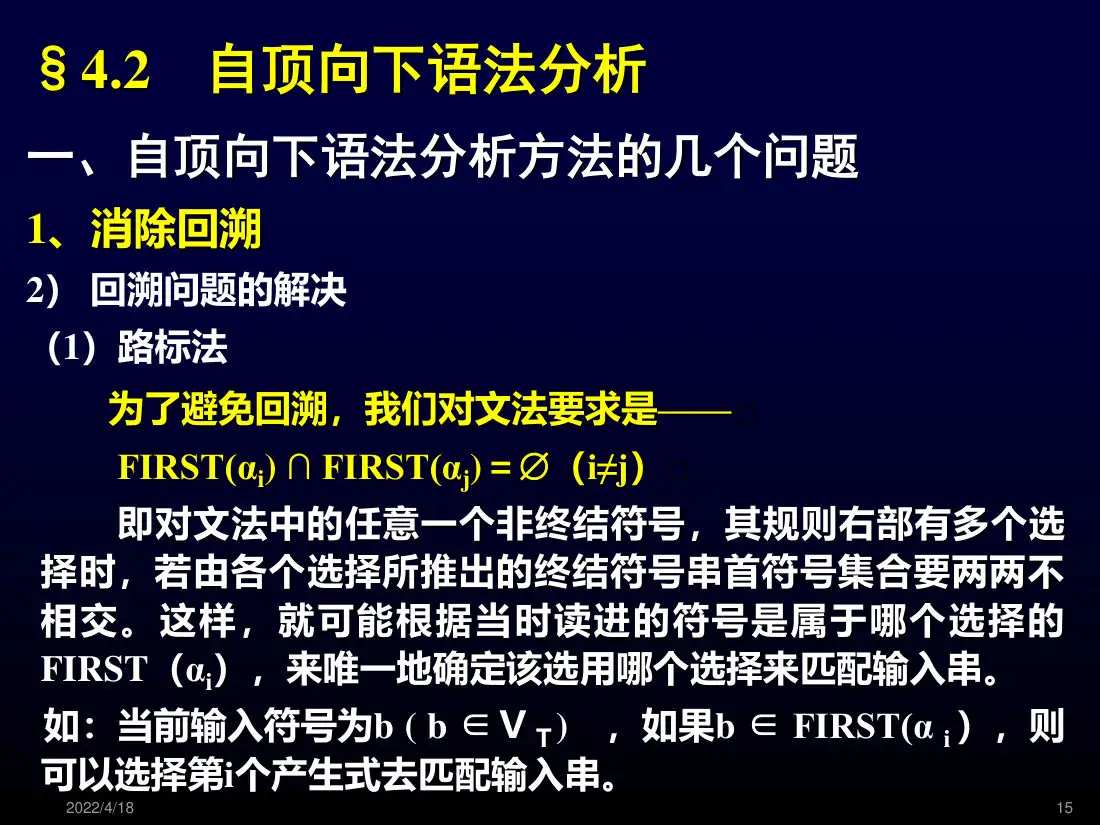 §4.2 自顶向下语法分析
一、自顶向下语法分析方法的几个问题
1、消除回溯
2） 回溯问题的解决
（1）路标法
为了避免回溯，我们对文法要求是——
FIRST(αi) ∩ FIRST(αj)＝∅（i≠j）
即对文法中的任意一个非终结符号，其规则右部有多个选
择时，若由各个选择所推出的终结符号串首符号集合要两两不
相交。这样，就可能根据当时读进的符号是属于哪个选择的
FIRST（αi），来唯一地确定该选用哪个选择来匹配输入串。
如：当前输入符号为b ( b ∈VT) ，如果b ∈ FIRST(α i），则
可以选择第i个产生式去匹配输入串。
2022/4/18
15